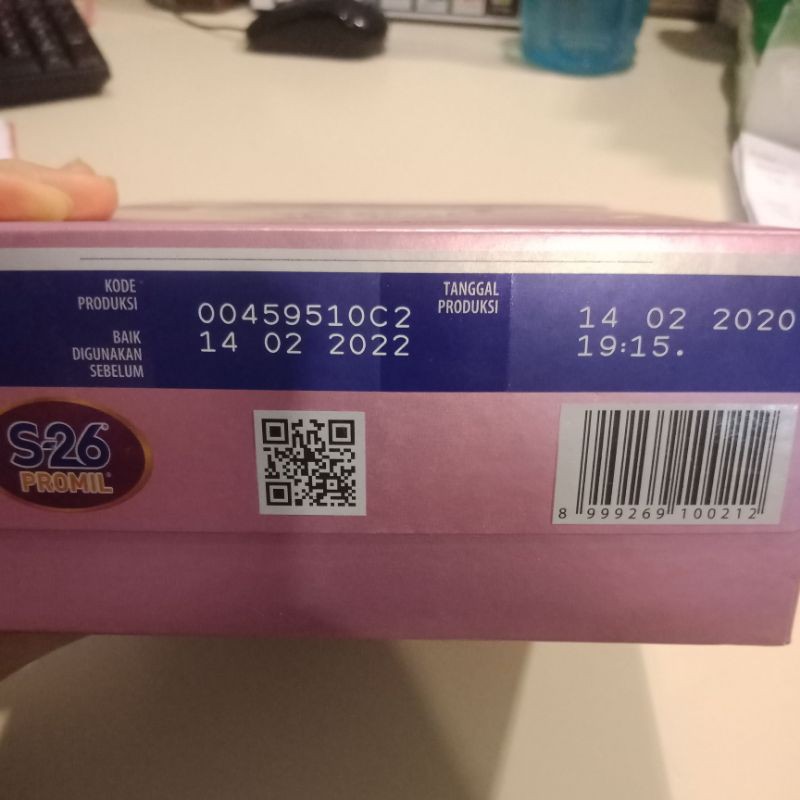 KODE
PRODUKSI
00459510C2
BAIK
DIGUNAKAN
SEBELUM
14 02 2022
TANGGAL
PRODUKSI
14 02 2020
19:15.
S-26
PROMIL
8 999269 100212